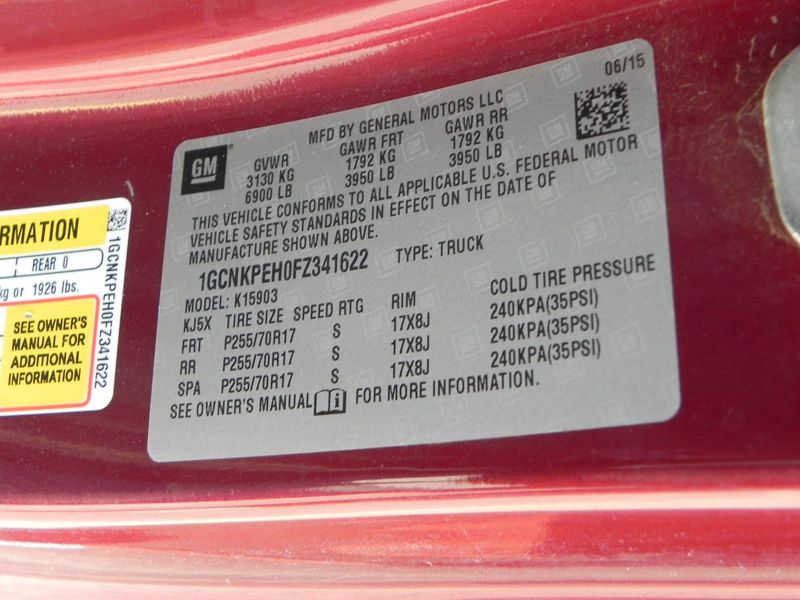 06/15
MFD BY GENERAL MOTORS LLC
GM
GVWR GAWR FRT GAWR RR
3130 KG 1792 KG 1792 KG
6900 LB 3950 LB 3950 LB
THIS VEHICLE CONFORMS TO ALL APPLICABLE U.S. FEDERAL MOTOR
VEHICLE SAFETY STANDARDS IN EFFECT ON THE DATE OF
MANUFACTURE SHOWN ABOVE.
1GCNKPEH0FZ341622 TYPE: TRUCK
MODEL: K15903
KJ5X TIRE SIZE SPEED RTG RIM COLD TIRE PRESSURE
FRT P255/70R17 S 17X8J 240KPA(35PSI)
RR P255/70R17 S 17X8J 240KPA(35PSI)
SPA P255/70R17 S 17X8J 240KPA(35PSI)
SEE OWNER'S MANUAL i FOR MORE INFORMATION.
RMATION
REAR 0
kg or 1926 lbs.
SEE OWNER'S
MANUAL FOR
ADDITIONAL
INFORMATION
1GCNKPEH0FZ341622